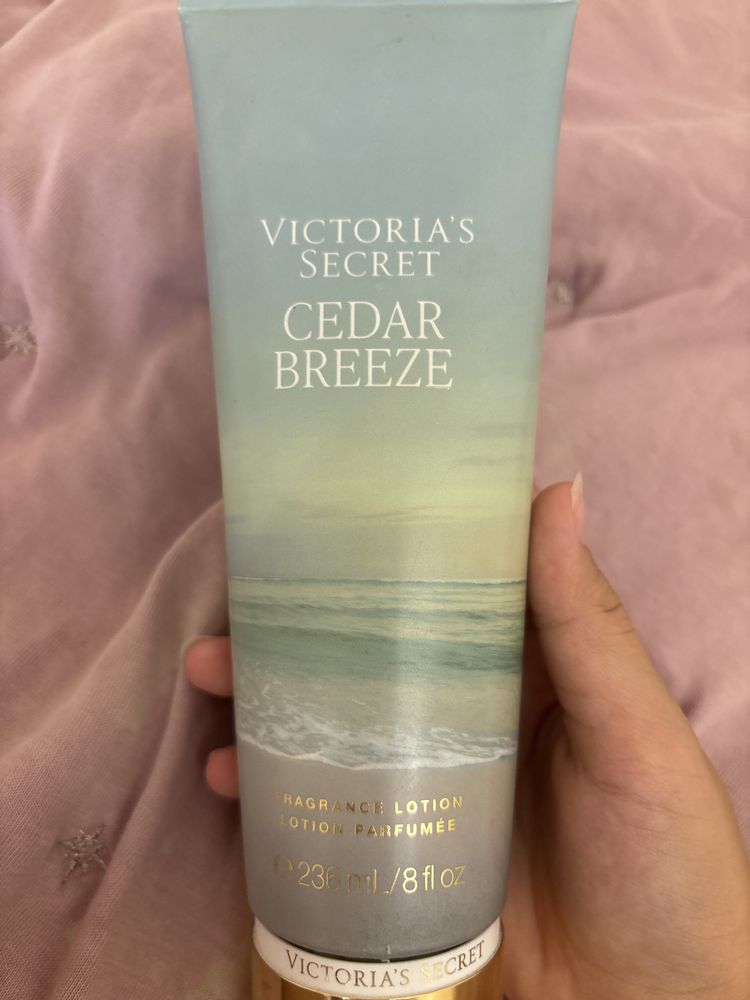 VICTORIA'S
SECRET
CEDAR
BREEZE
FRAGRANCE LOTION
LOTION PARFUMÉE
℮ 236 mL/8 fl oz
VICTORIA'S SECRET